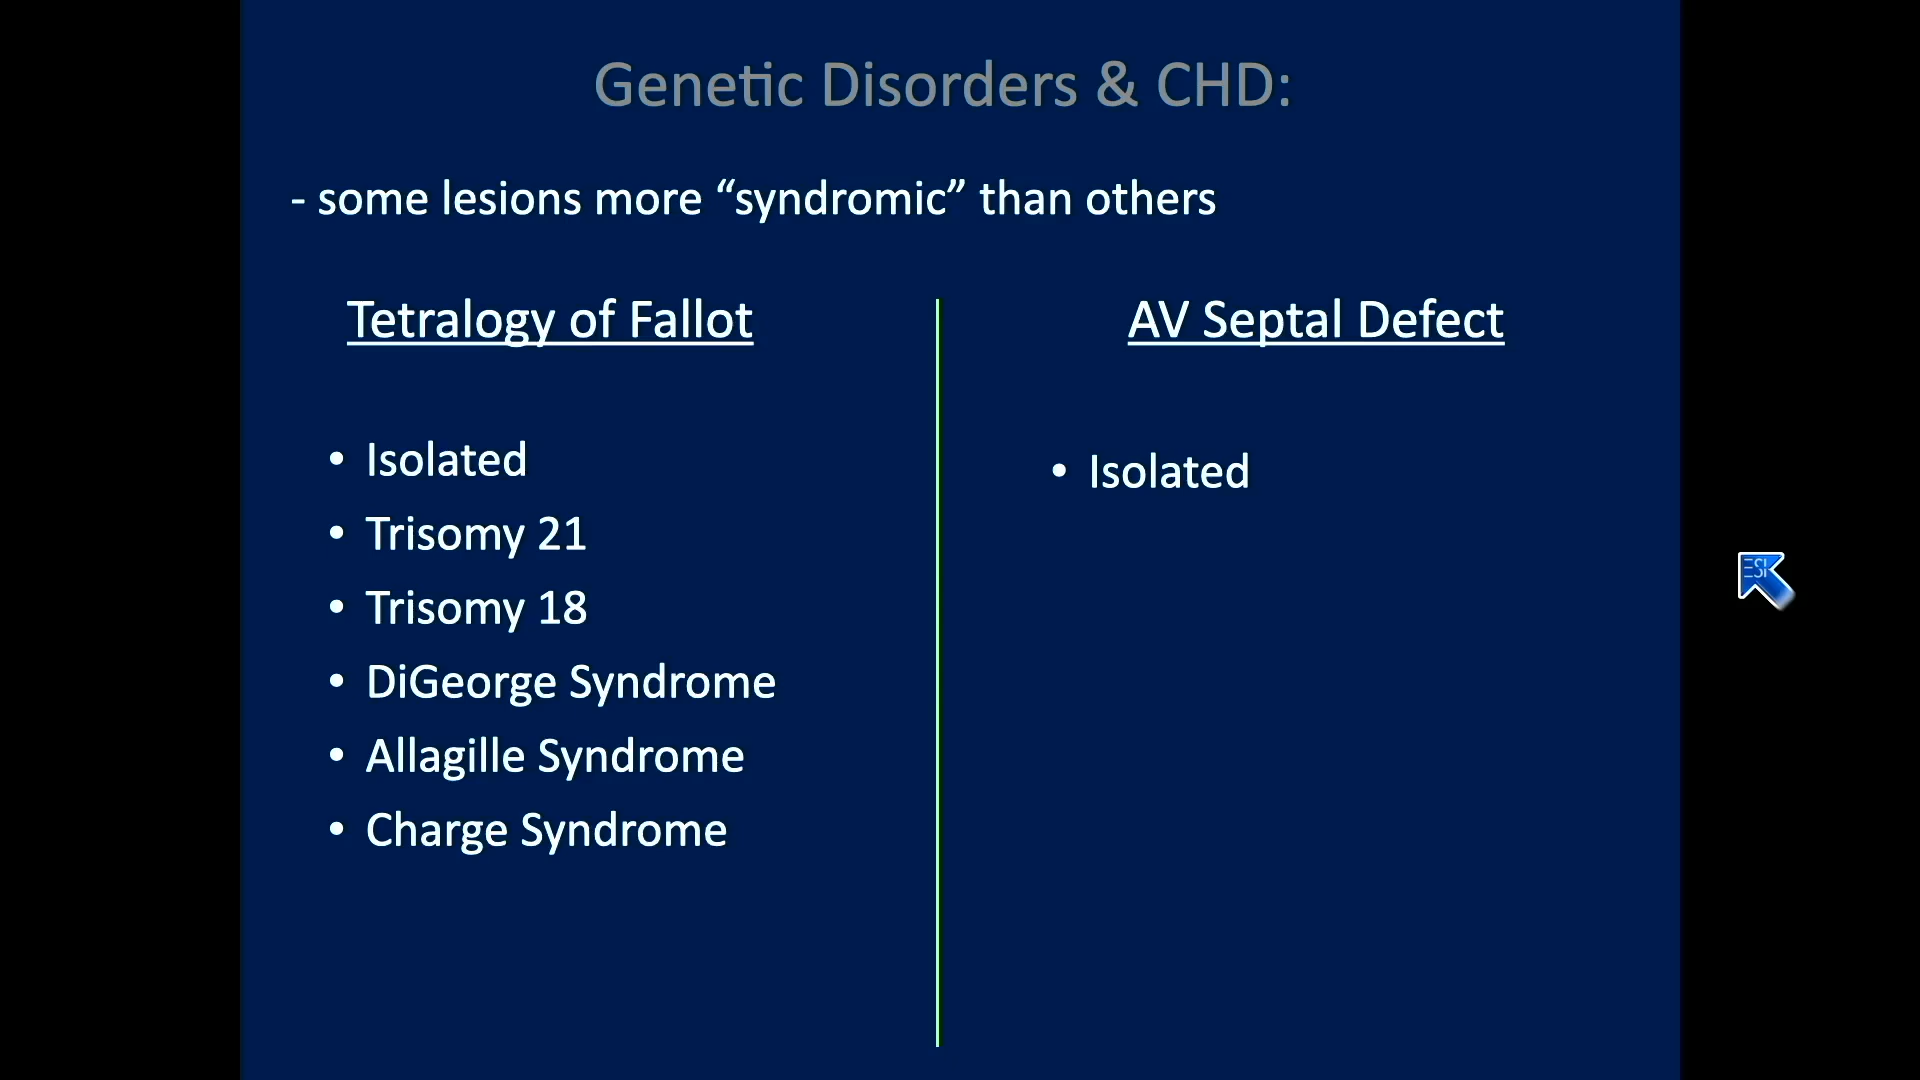 Genetic Disorders & CHD:
- some lesions more “syndromic” than others
Tetralogy of Fallot
• Isolated
• Trisomy 21
• Trisomy 18
• DiGeorge Syndrome
• Allagille Syndrome
• Charge Syndrome
AV Septal Defect
• Isolated
ESI